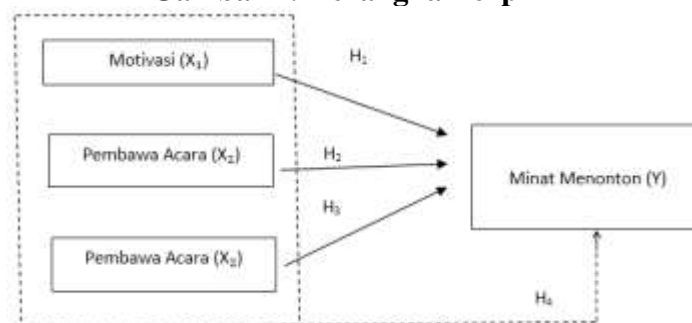 Motivasi (X₁)
H₁
Pembawa Acara (X₂)
H₂
Minat Menonton (Y)
H₃
Pembawa Acara (X₂)
H₄